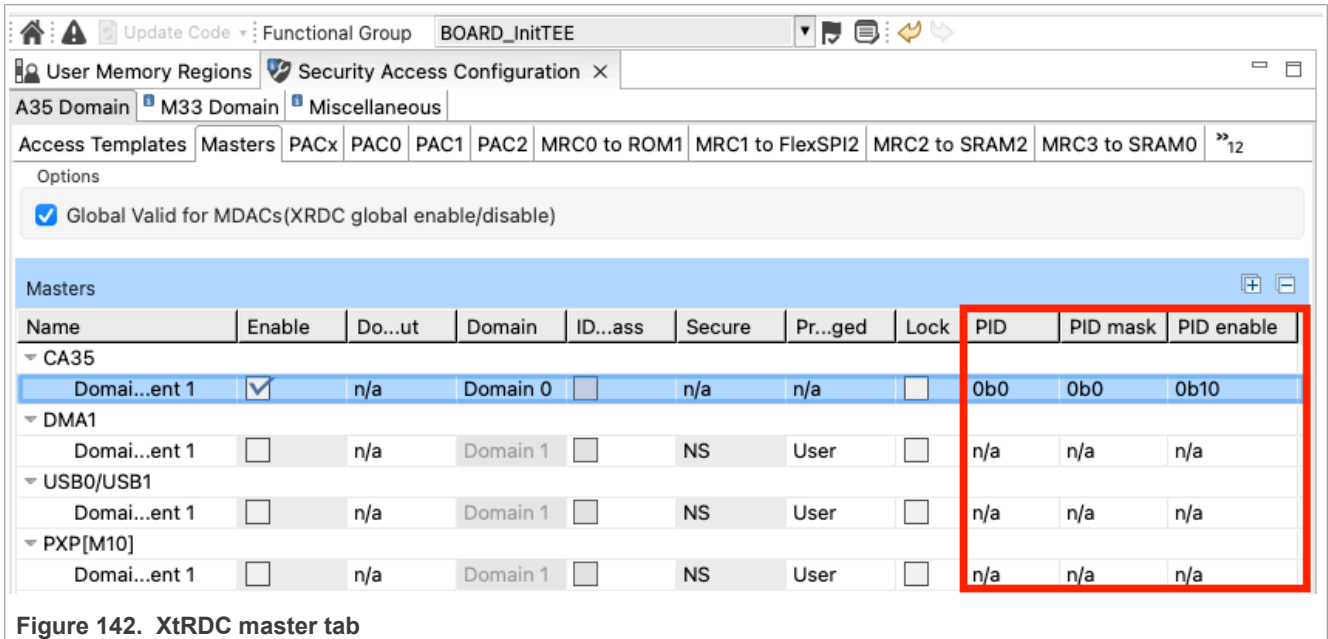 Update Code Functional Group BOARD_InitTEE
User Memory Regions Security Access Configuration ×
A35 Domain M33 Domain Miscellaneous
Access Templates Masters PACx PAC0 PAC1 PAC2 MRC0 to ROM1 MRC1 to FlexSPI2 MRC2 to SRAM2 MRC3 to SRAM0 »12
Options
Global Valid for MDACs(XRDC global enable/disable)
Masters
Name Enable Do...ut Domain ID...ass Secure Pr...ged Lock PID PID mask PID enable
CA35
Domai...ent 1 n/a Domain 0 n/a n/a 0b0 0b0 0b10
DMA1
Domai...ent 1 n/a Domain 1 NS User n/a n/a n/a
USB0/USB1
Domai...ent 1 n/a Domain 1 NS User n/a n/a n/a
PXP[M10]
Domai...ent 1 n/a Domain 1 NS User n/a n/a n/a
Figure 142. XtRDC master tab